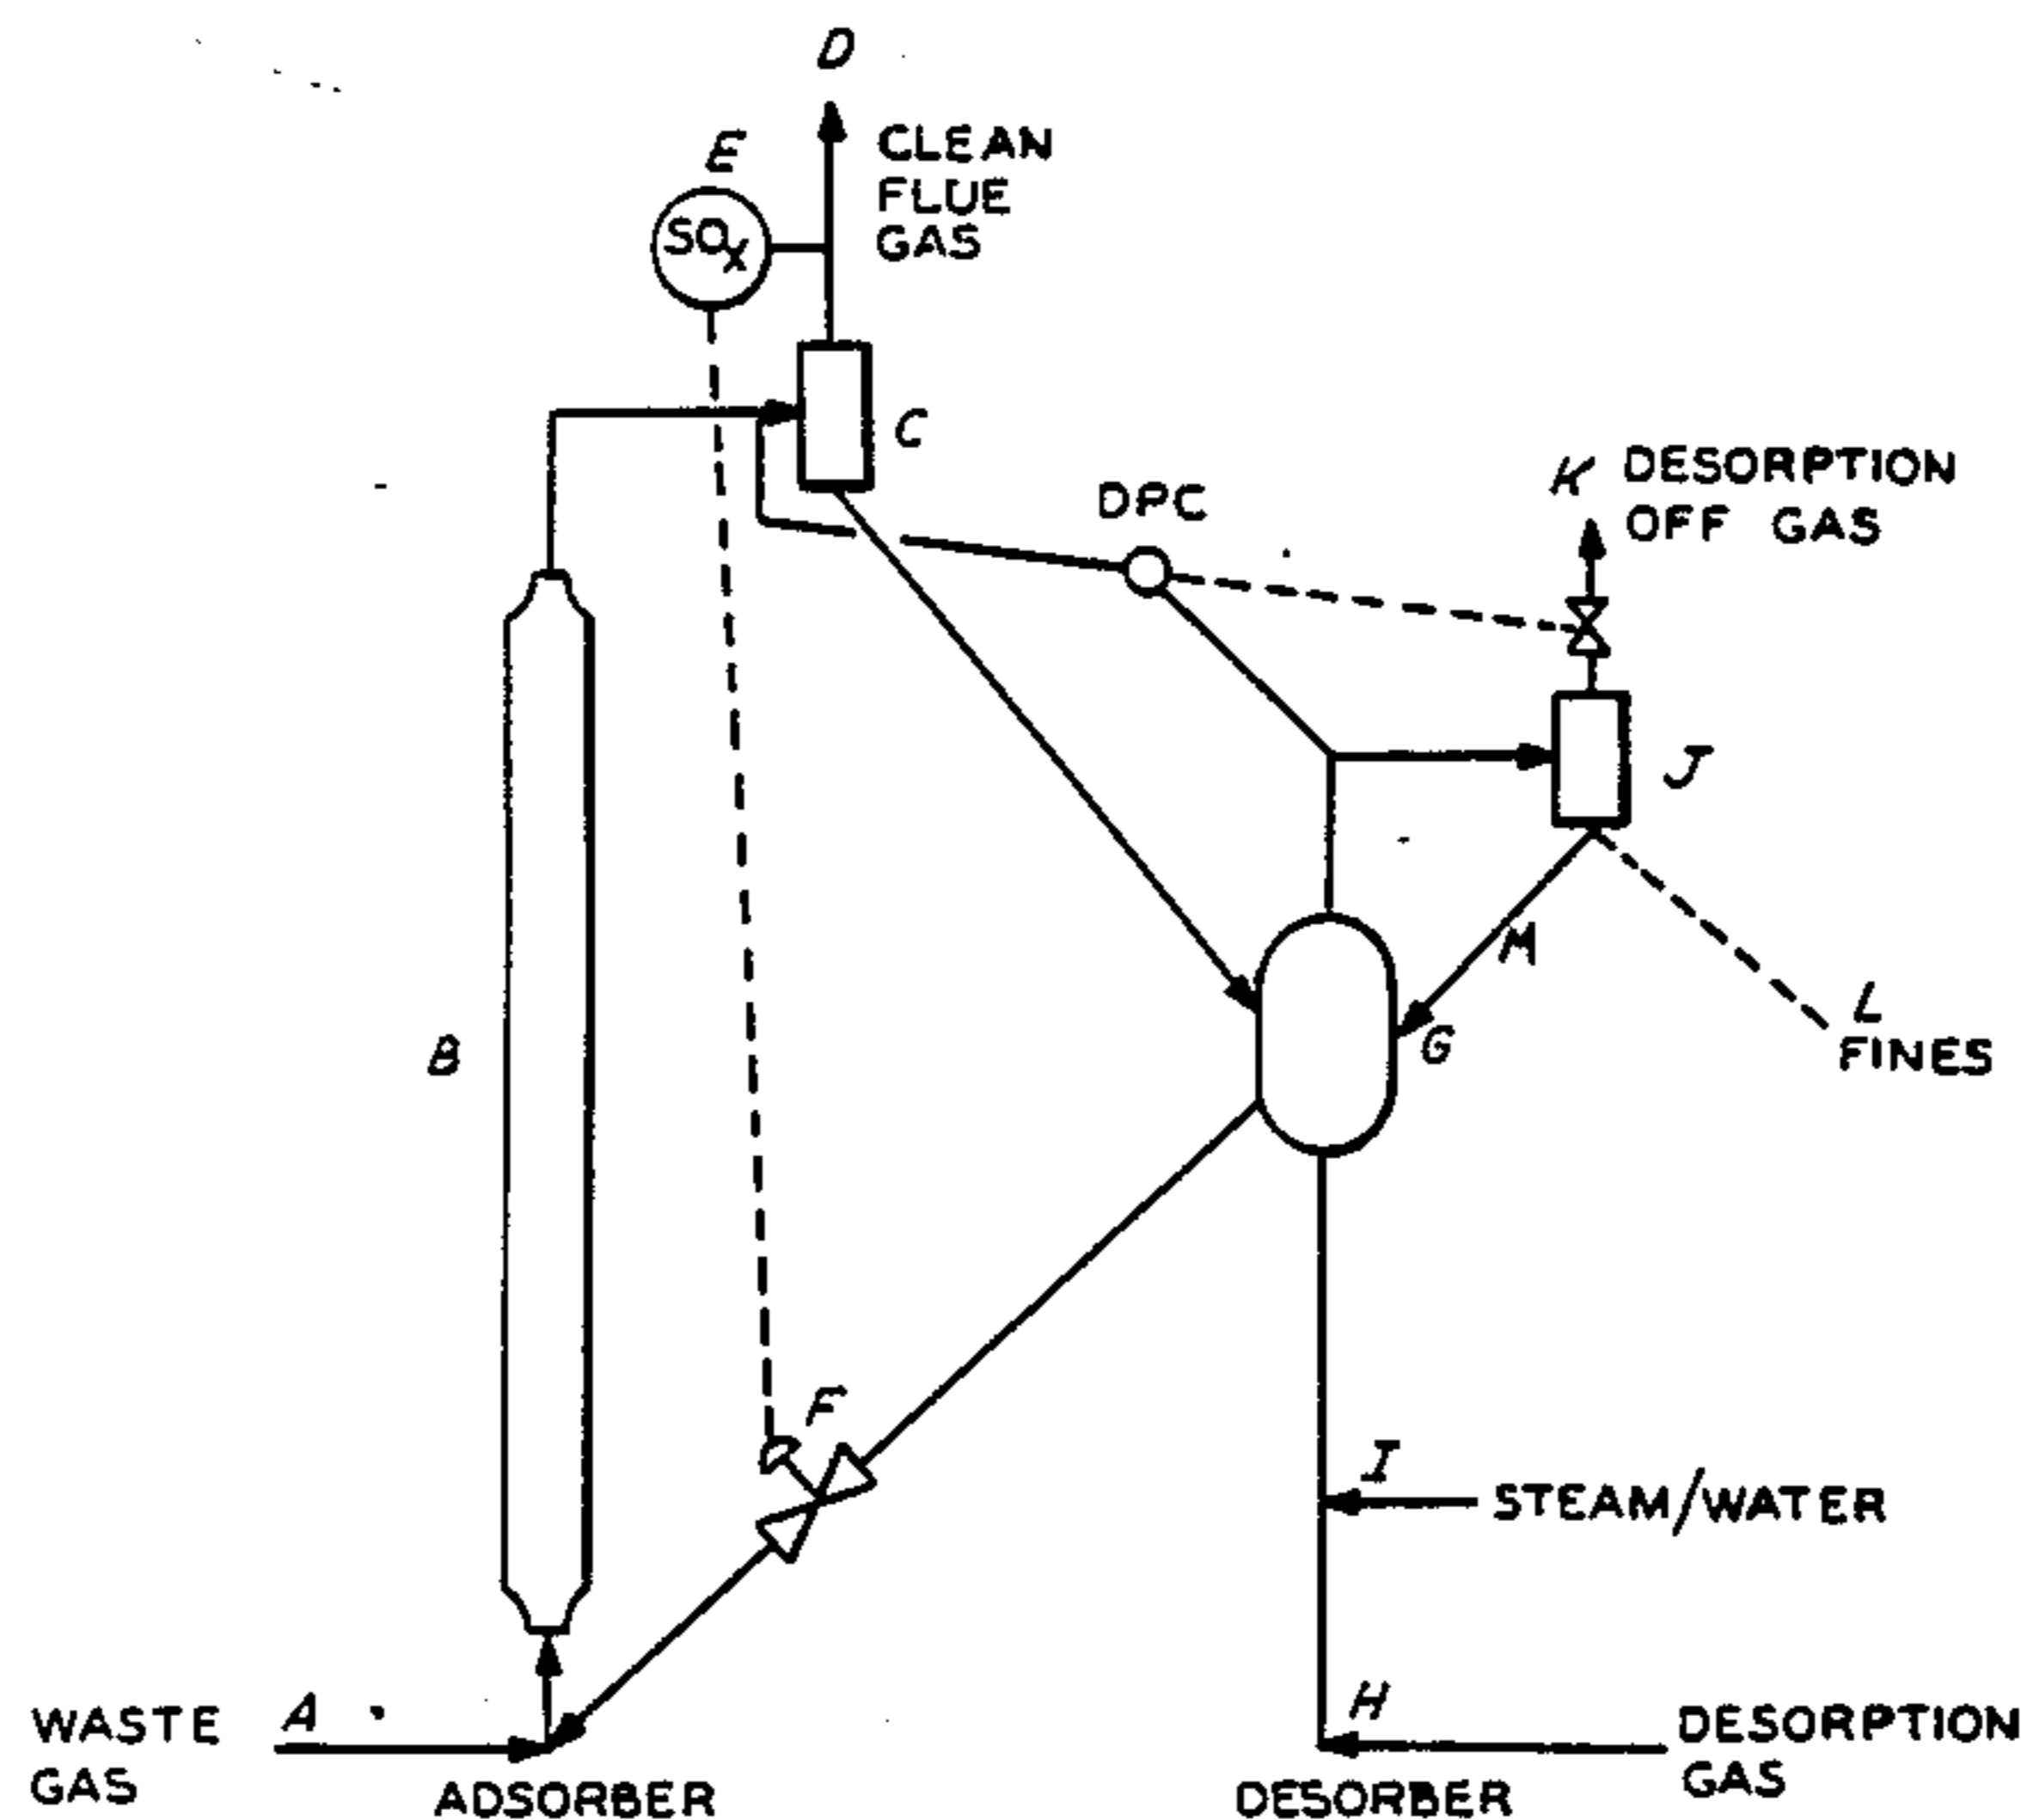 D
CLEAN
FLUE
GAS
E
SOx
C
DPC
K
DESORPTION
OFF GAS
J
M
G
L
FINES
B
F
I
STEAM/WATER
H
DESORPTION
GAS
WASTE
GAS
A
ADSORBER
DESORBER